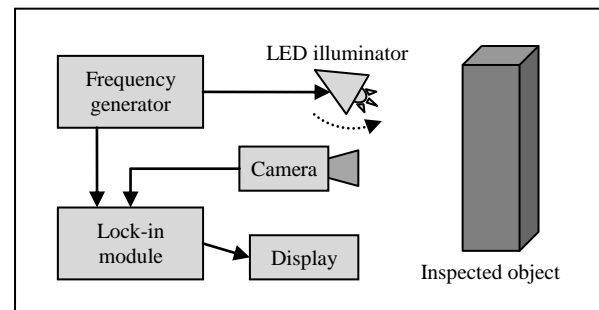 LED illuminator
Frequency
generator
Camera
Lock-in
module
Display
Inspected object